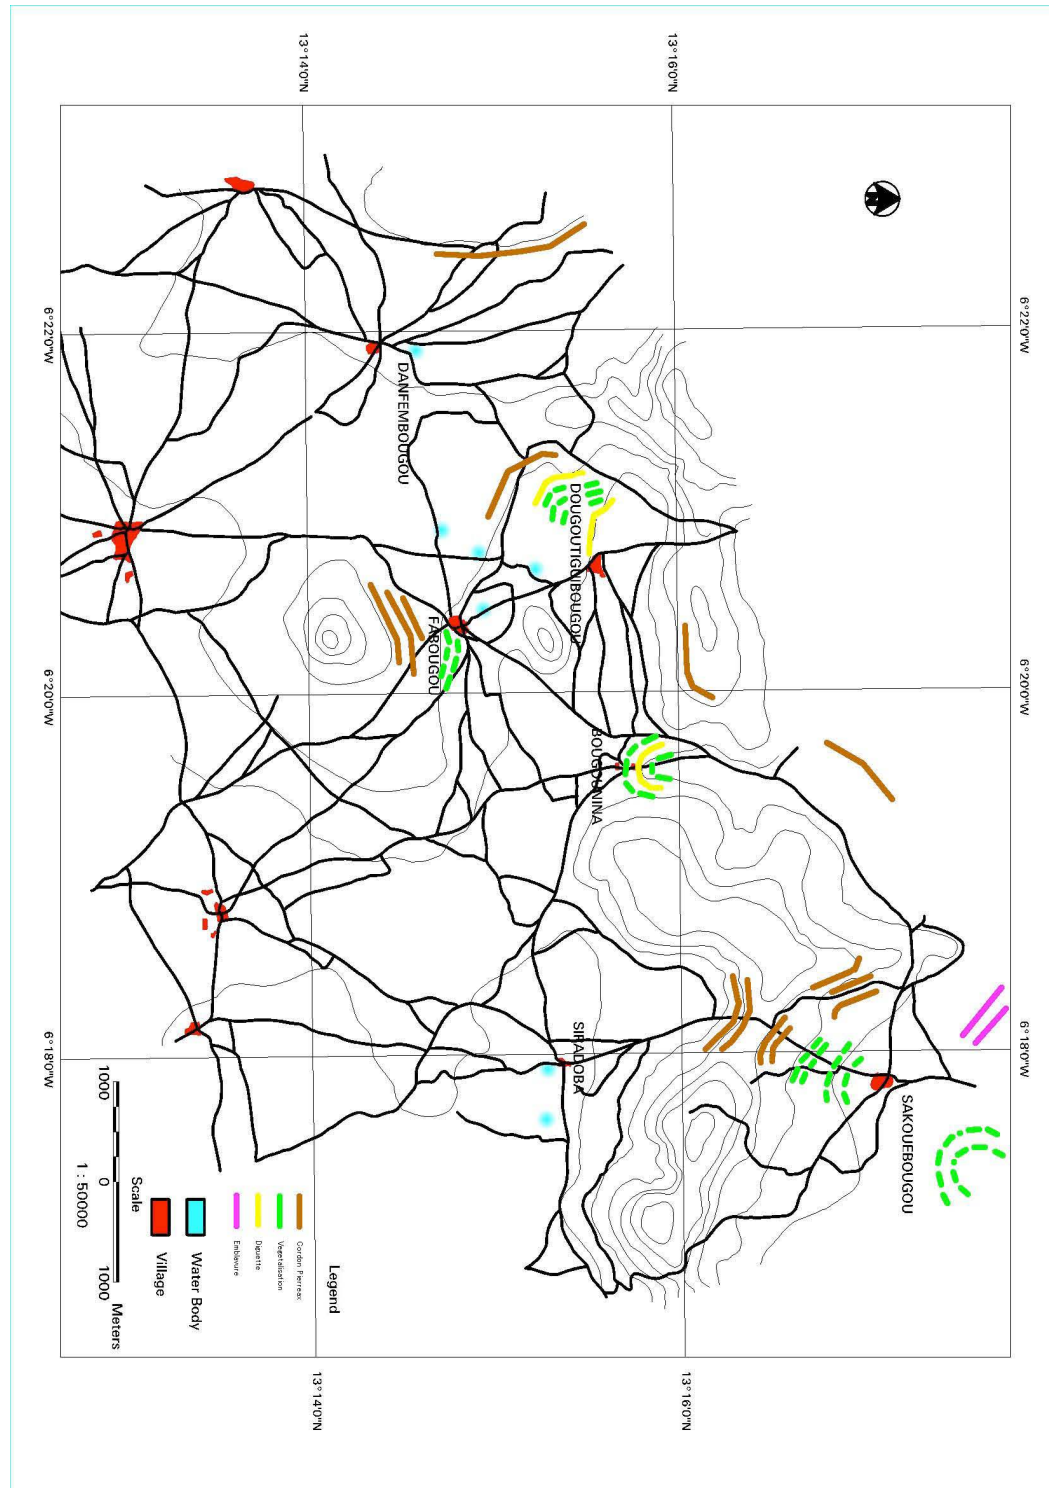 13°14'0"N
13°16'0"N
N
6°22'0"W
6°22'0"W
DANFEMBOUGOU
DOUGOUTIGUIBOUGOU
FABOUGOU
6°20'0"W
6°20'0"W
BOUGOUNINA
SIRADOBA
6°18'0"W
6°18'0"W
SAKOUEBOUGOU
Legend
Cordon Pierreax
Vegetalisation
Diguette
Emblavure
Water Body
Village
Scale
1000 0 1000 Meters
1 : 50000
13°14'0"N
13°16'0"N